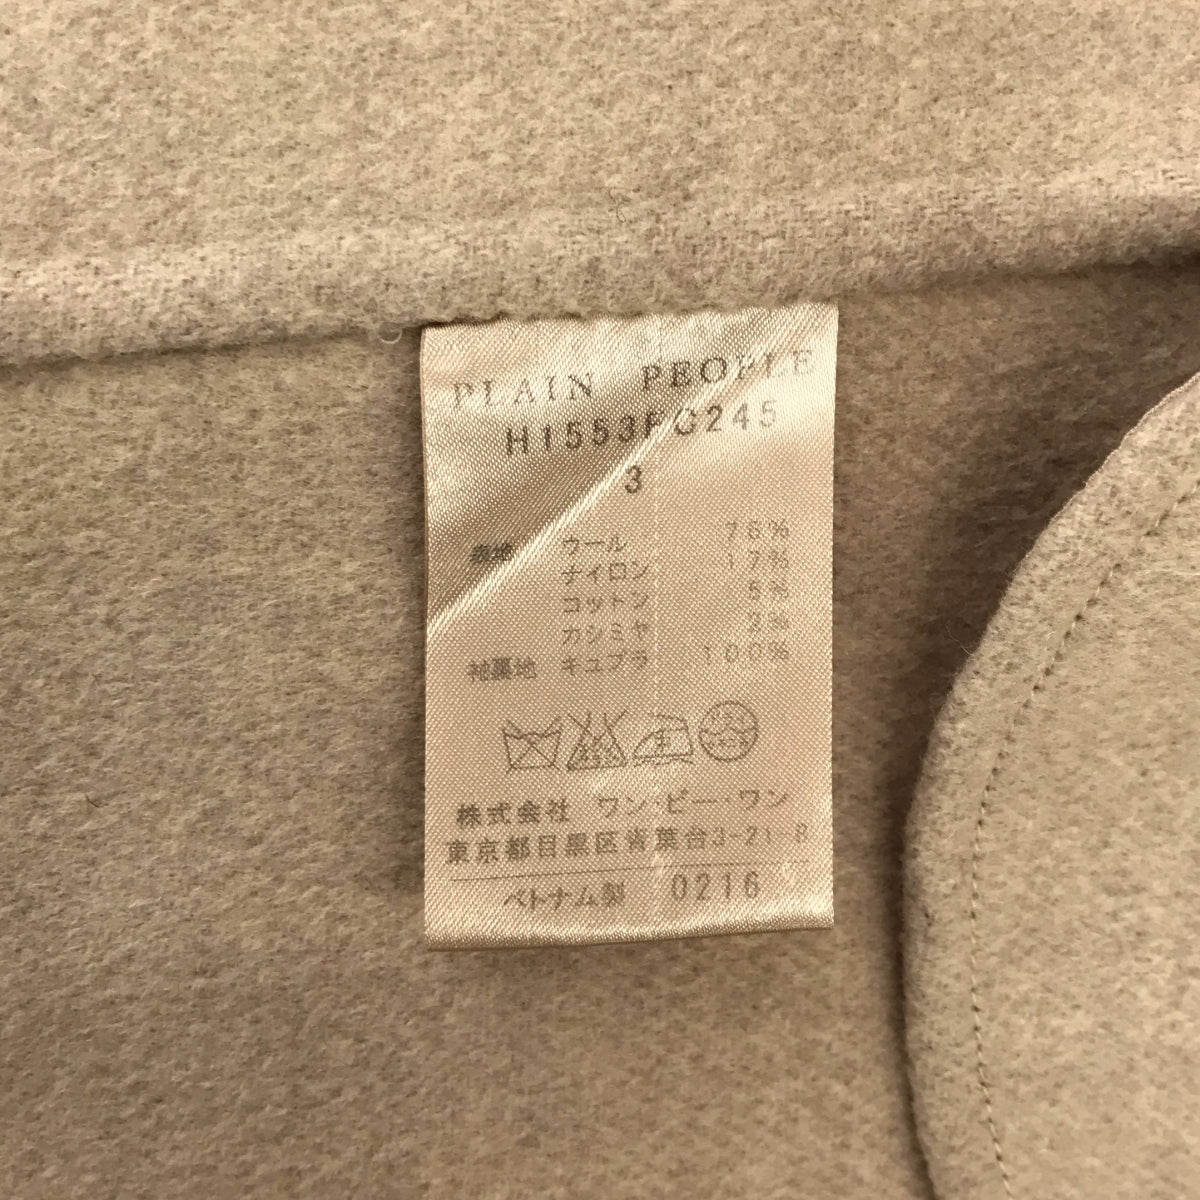 PLAIN PEOPLE
H1553FC245
3
表地 ウール 76%
ナイロン 17%
コットン 5%
カシミヤ 2%
袖裏地 キュプラ 100%
株式会社 ワン・ビー・ワン
東京都目黒区青葉台3-21-8
ベトナム製 0216